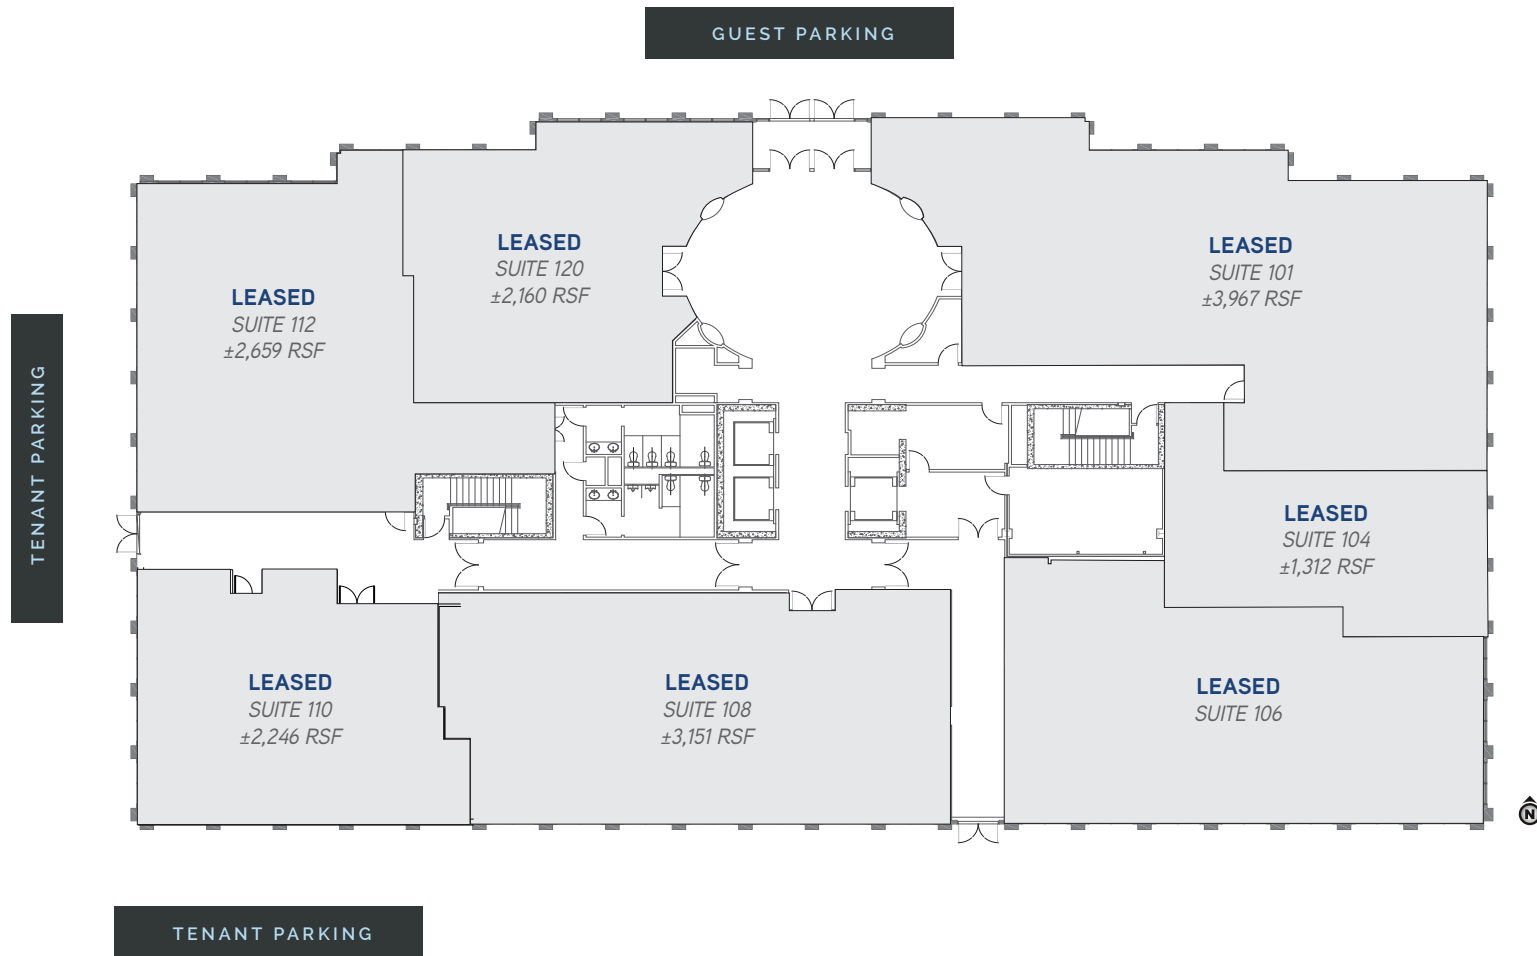 GUEST PARKING
LEASED
SUITE 120
±2,160 RSF
LEASED
SUITE 101
±3,967 RSF
LEASED
SUITE 112
±2,659 RSF
TENANT PARKING
LEASED
SUITE 104
±1,312 RSF
LEASED
SUITE 110
±2,246 RSF
LEASED
SUITE 108
±3,151 RSF
LEASED
SUITE 106
N
TENANT PARKING